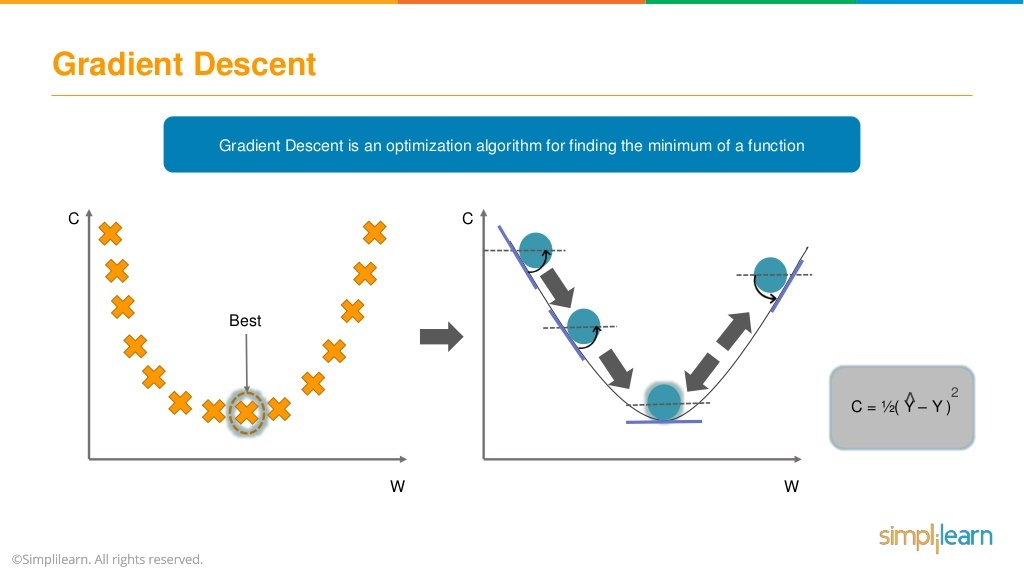 Gradient Descent
Gradient Descent is an optimization algorithm for finding the minimum of a function
C
Best
W
C
W
C = ½( Ŷ – Y )²
simplilearn
©Simplilearn. All rights reserved.